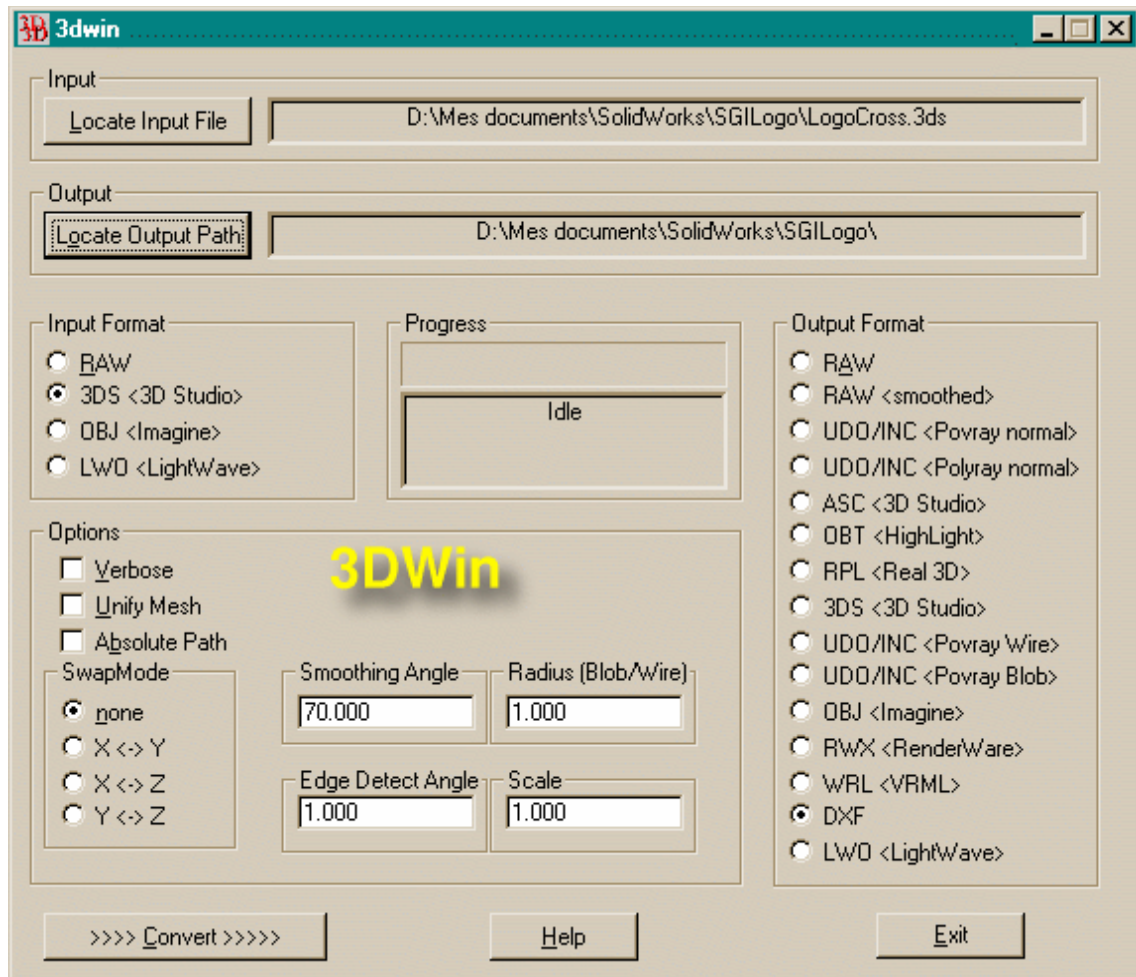 3dwin
Input
Locate Input File
D:\Mes documents\SolidWorks\SGILogo\LogoCross.3ds
Output
Locate Output Path
D:\Mes documents\SolidWorks\SGILogo\
Input Format
RAW
3DS <3D Studio>
OBJ <Imagine>
LWO <LightWave>
Progress
Idle
Output Format
RAW
RAW <smoothed>
UDO/INC <Povray normal>
UDO/INC <Polyray normal>
ASC <3D Studio>
OBT <HighLight>
RPL <Real 3D>
3DS <3D Studio>
UDO/INC <Povray Wire>
UDO/INC <Povray Blob>
OBJ <Imagine>
RWX <RenderWare>
WRL <VRML>
DXF
LWO <LightWave>
Options
3DWin
Verbose
Unify Mesh
Absolute Path
SwapMode
none
X <-> Y
X <-> Z
Y <-> Z
Smoothing Angle
70.000
Radius (Blob/Wire)
1.000
Edge Detect Angle
1.000
Scale
1.000
>>>> Convert >>>>>
Help
Exit